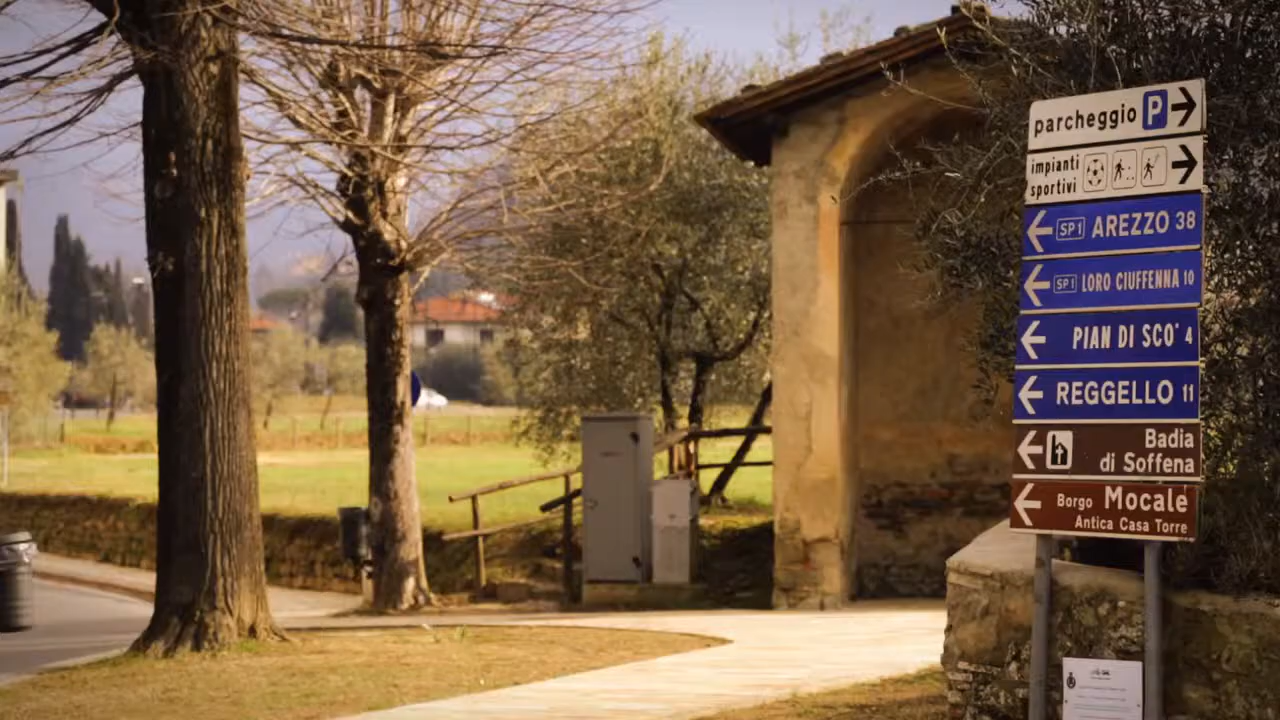 parcheggio P
impianti
sportivi
SP1 AREZZO 38
SP1 LORO CIUFFENNA 10
PIAN DI SCO' 4
REGGELLO 11
Badia
di Soffena
Borgo Mocale
Antica Casa Torre